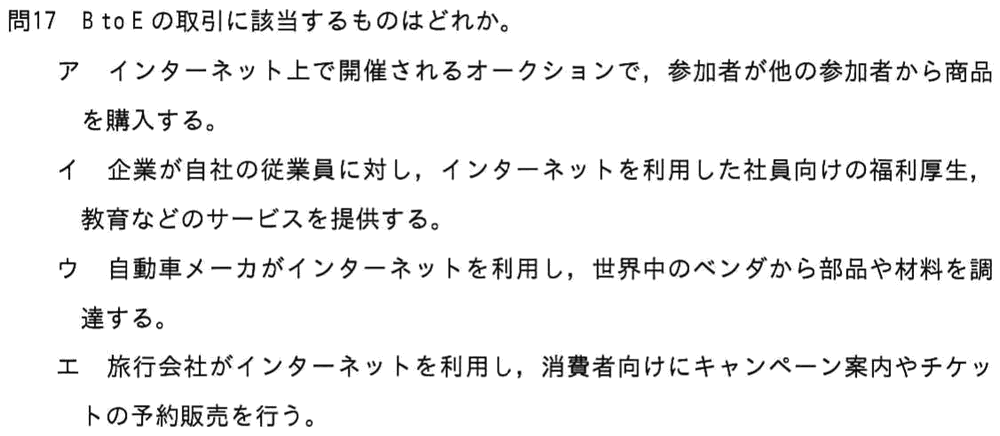 問17　B to E の取引に該当するものはどれか。
ア　インターネット上で開催されるオークションで，参加者が他の参加者から商品
を購入する。
イ　企業が自社の従業員に対し，インターネットを利用した社員向けの福利厚生，
教育などのサービスを提供する。
ウ　自動車メーカがインターネットを利用し，世界中のベンダから部品や材料を調
達する。
エ　旅行会社がインターネットを利用し，消費者向けにキャンペーン案内やチケッ
トの予約販売を行う。